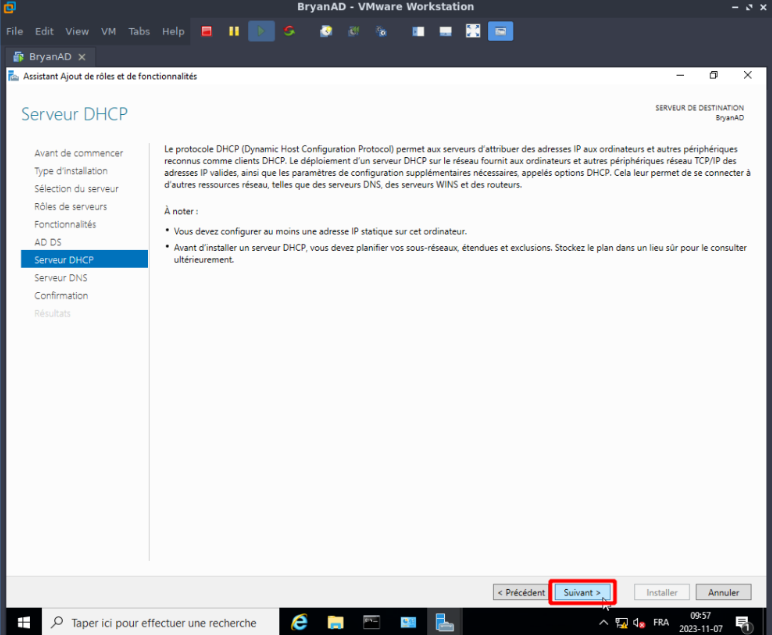 BryanAD - VMware Workstation
File Edit View VM Tabs Help
BryanAD
Assistant Ajout de rôles et de fonctionnalités
Serveur DHCP
SERVEUR DE DESTINATION
BryanAD
Avant de commencer
Type d'installation
Sélection du serveur
Rôles de serveurs
Fonctionnalités
AD DS
Serveur DHCP
Serveur DNS
Confirmation
Résultats
Le protocole DHCP (Dynamic Host Configuration Protocol) permet aux serveurs d'attribuer des adresses IP aux ordinateurs et autres périphériques
reconnus comme clients DHCP. Le déploiement d'un serveur DHCP sur le réseau fournit aux ordinateurs et autres périphériques réseau TCP/IP des
adresses IP valides, ainsi que les paramètres de configuration supplémentaires nécessaires, appelés options DHCP. Cela leur permet de se connecter à
d'autres ressources réseau, telles que des serveurs DNS, des serveurs WINS et des routeurs.
À noter :
• Vous devez configurer au moins une adresse IP statique sur cet ordinateur.
• Avant d'installer un serveur DHCP, vous devez planifier vos sous-réseaux, étendues et exclusions. Stockez le plan dans un lieu sûr pour le consulter
ultérieurement.
< Précédent Suivant > Installer Annuler
Taper ici pour effectuer une recherche
FRA
09:57
2023-11-07
1